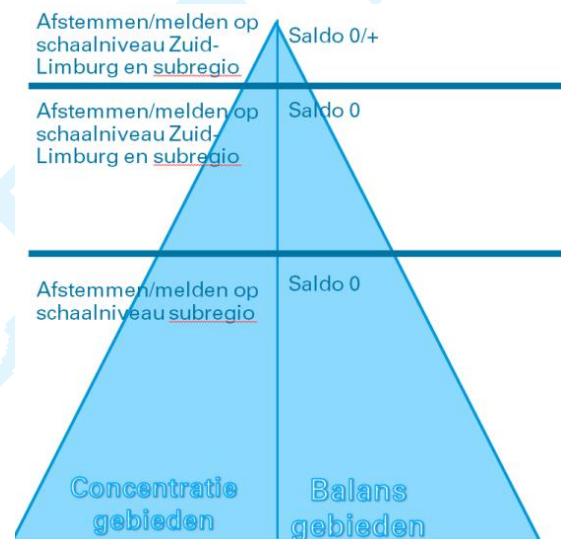 Afstemmen/melden op
schaalniveau Zuid-
Limburg en subregio
Saldo 0/+
Afstemmen/melden op
schaalniveau Zuid-
Limburg en subregio
Saldo 0
Afstemmen/melden op
schaalniveau subregio
Saldo 0
Concentratie
gebieden
Balans
gebieden